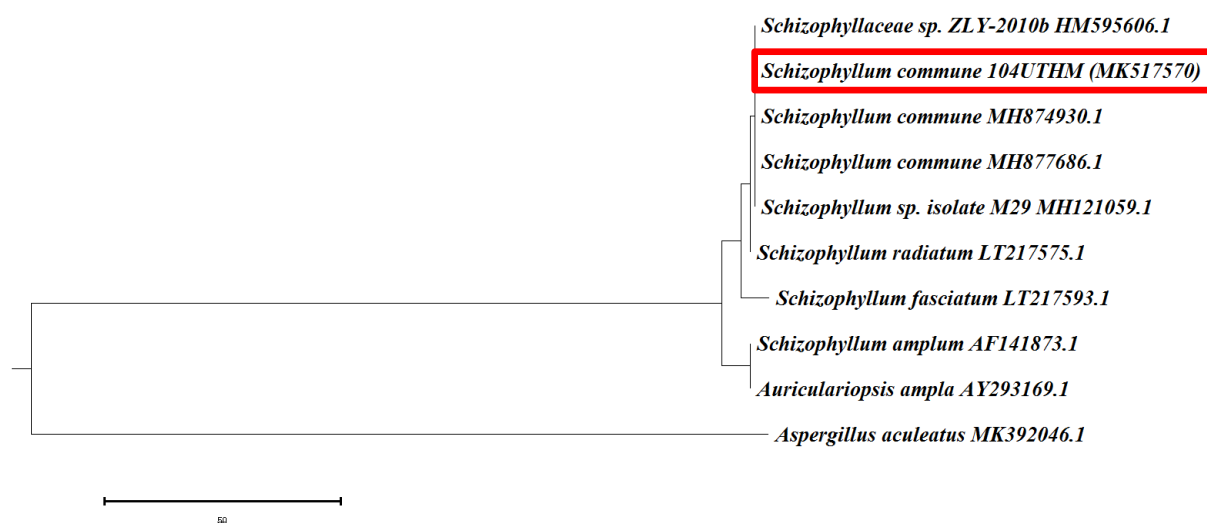 Schizophyllaceae sp. ZLY-2010b HM595606.1
Schizophyllum commune 104UTHM (MK517570)
Schizophyllum commune MH874930.1
Schizophyllum commune MH877686.1
Schizophyllum sp. isolate M29 MH121059.1
Schizophyllum radiatum LT217575.1
Schizophyllum fasciatum LT217593.1
Schizophyllum amplum AF141873.1
Auriculariopsis ampla AY293169.1
Aspergillus aculeatus MK392046.1
50